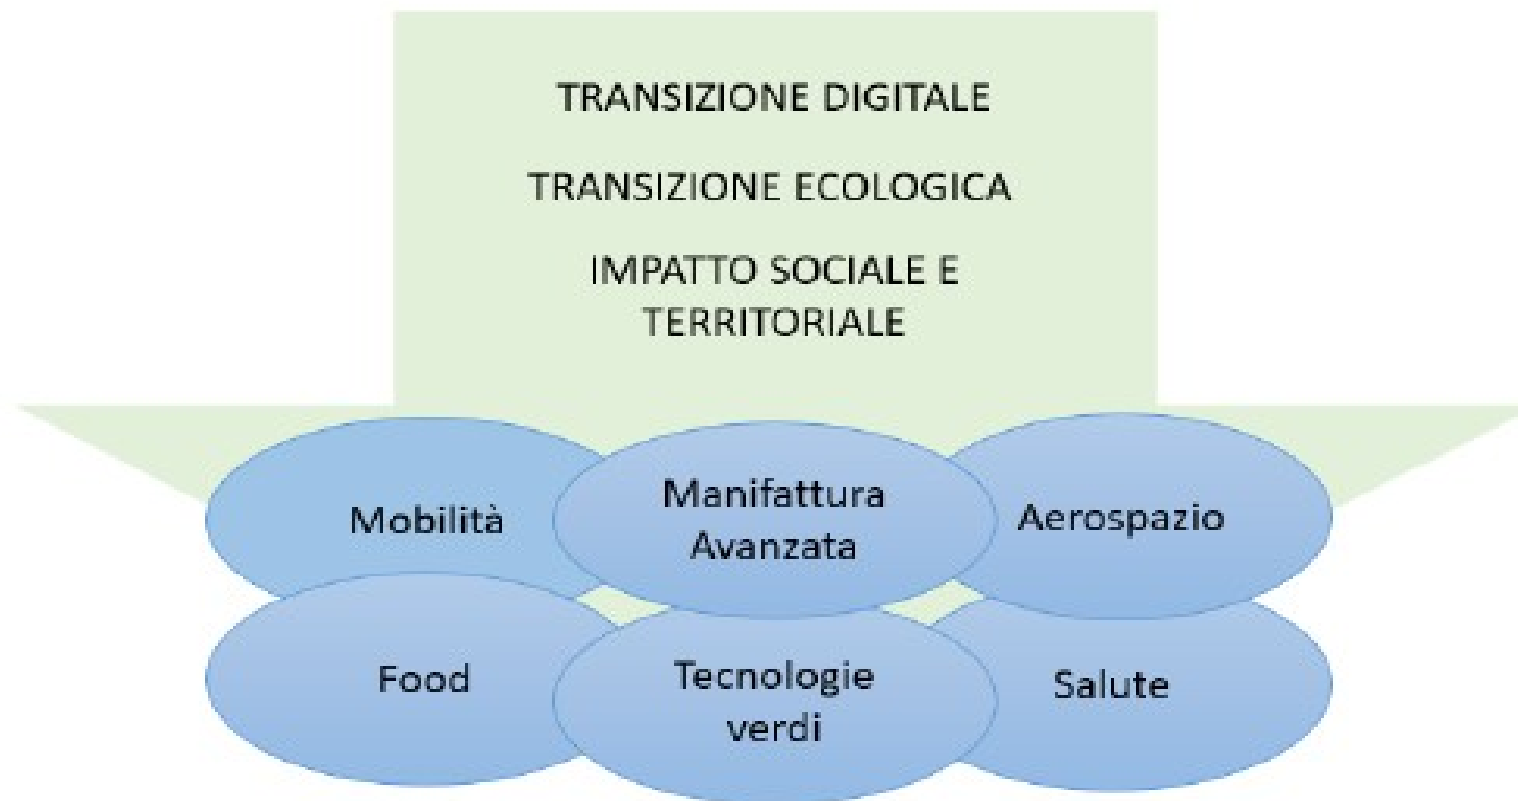 TRANSIZIONE DIGITALE
TRANSIZIONE ECOLOGICA
IMPATTO SOCIALE E
TERRITORIALE
Mobilità
Manifattura
Avanzata
Aerospazio
Food
Tecnologie
verdi
Salute